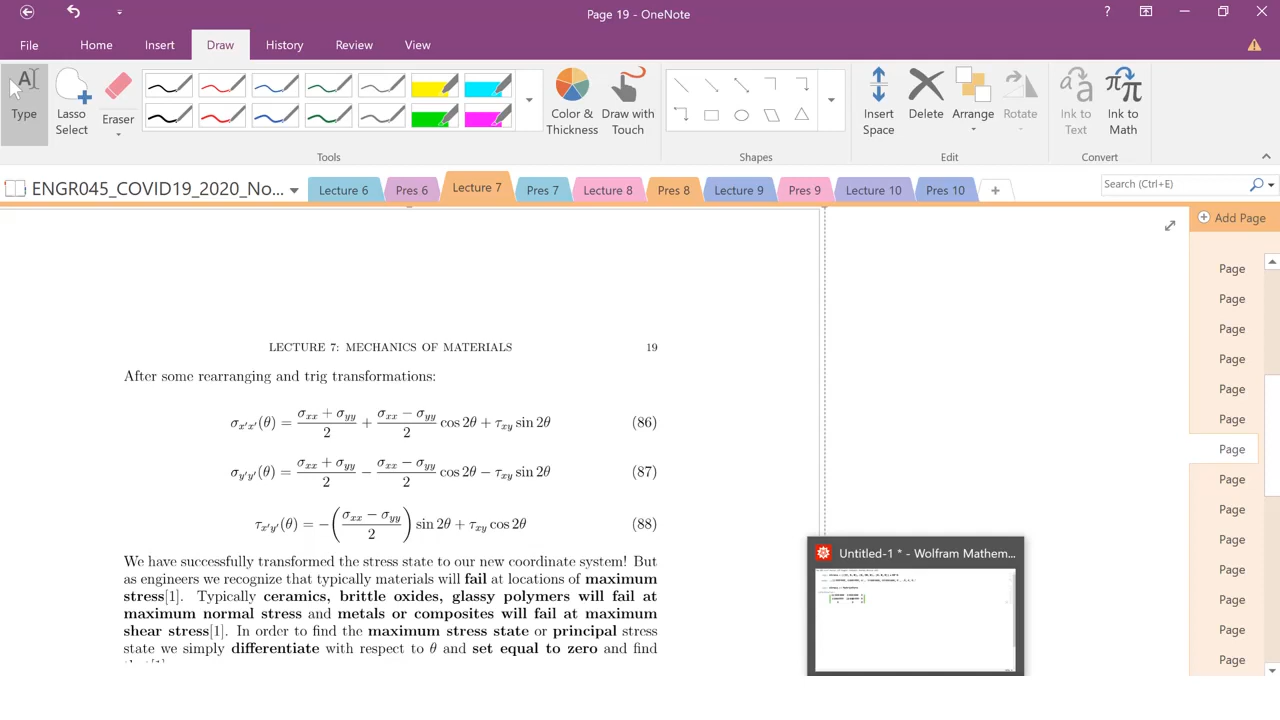 Page 19 - OneNote
?
File Home Insert Draw History Review View
Type
Lasso Select
Eraser
Color & Thickness
Draw with Touch
Insert Space
Delete
Arrange
Rotate
Ink to Text
Ink to Math
Tools
Shapes
Edit
Convert
ENGR045_COVID19_2020_No...
Lecture 6 Pres 6 Lecture 7 Pres 7 Lecture 8 Pres 8 Lecture 9 Pres 9 Lecture 10 Pres 10 +
Search (Ctrl+E)
Add Page
Page
Page
Page
Page
Page
Page
Page
Page
Page
Page
Page
Page
Page
Page
LECTURE 7: MECHANICS OF MATERIALS 19
After some rearranging and trig transformations:
σx′x′(θ) = (σxx + σyy)/2 + (σxx − σyy)/2 cos 2θ + τxy sin 2θ (86)
σy′y′(θ) = (σxx + σyy)/2 − (σxx − σyy)/2 cos 2θ − τxy sin 2θ (87)
τx′y′(θ) = −((σxx − σyy)/2) sin 2θ + τxy cos 2θ (88)
We have successfully transformed the stress state to our new coordinate system! But
as engineers we recognize that typically materials will fail at locations of maximum
stress[1]. Typically ceramics, brittle oxides, glassy polymers will fail at
maximum normal stress and metals or composites will fail at maximum
shear stress[1]. In order to find the maximum stress state or principal stress
state we simply differentiate with respect to θ and set equal to zero and find
Untitled-1 * - Wolfram Mathem...